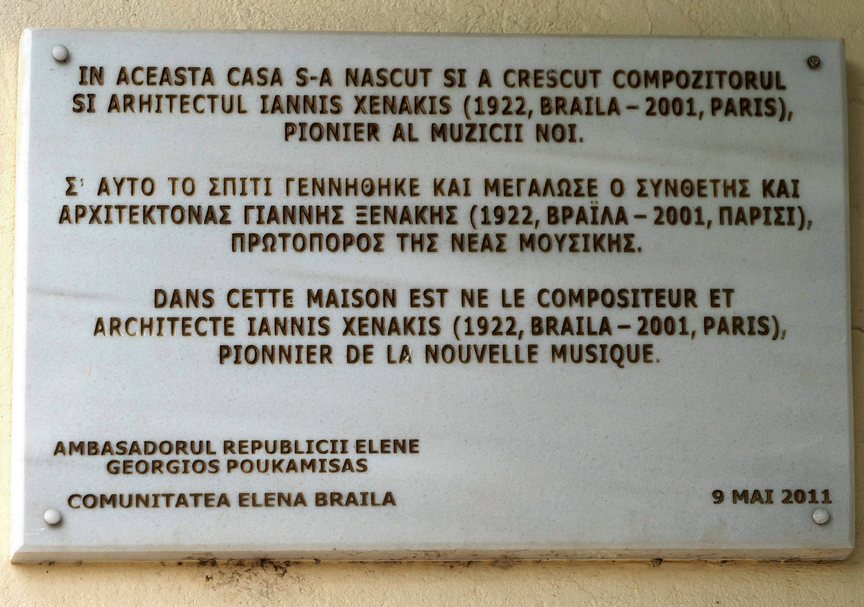 IN ACEASTA CASA S-A NASCUT SI A CRESCUT COMPOZITORUL
SI ARHITECTUL IANNIS XENAKIS (1922, BRAILA – 2001, PARIS),
PIONIER AL MUZICII NOI.
Σ' ΑΥΤΟ ΤΟ ΣΠΙΤΙ ΓΕΝΝΗΘΗΚΕ ΚΑΙ ΜΕΓΑΛΩΣΕ Ο ΣΥΝΘΕΤΗΣ ΚΑΙ
ΑΡΧΙΤΕΚΤΟΝΑΣ ΓΙΑΝΝΗΣ ΞΕΝΑΚΗΣ (1922, ΒΡΑΪΛΑ – 2001, ΠΑΡΙΣΙ),
ΠΡΩΤΟΠΟΡΟΣ ΤΗΣ ΝΕΑΣ ΜΟΥΣΙΚΗΣ.
DANS CETTE MAISON EST NE LE COMPOSITEUR ET
ARCHITECTE IANNIS XENAKIS (1922, BRAILA – 2001, PARIS),
PIONNIER DE LA NOUVELLE MUSIQUE.
AMBASADORUL REPUBLICII ELENE
GEORGIOS POUKAMISAS
COMUNITATEA ELENA BRAILA
9 MAI 2011